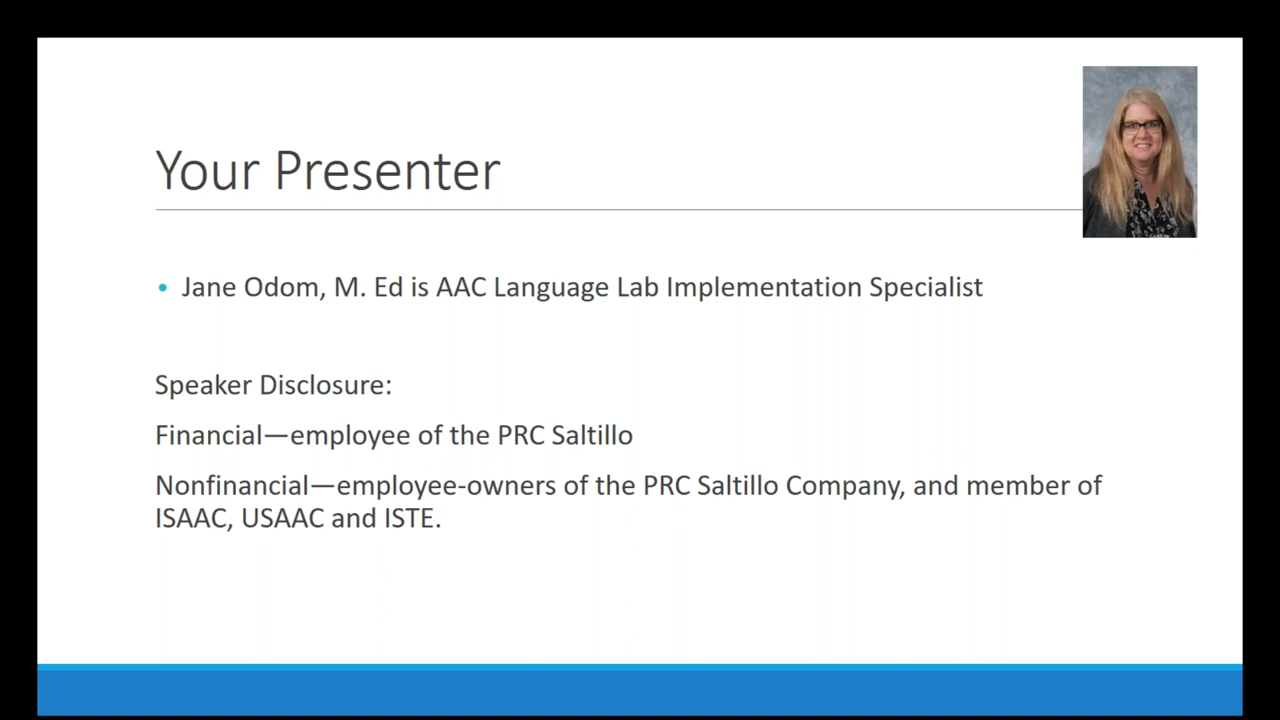 Your Presenter
• Jane Odom, M. Ed is AAC Language Lab Implementation Specialist
Speaker Disclosure:
Financial—employee of the PRC Saltillo
Nonfinancial—employee-owners of the PRC Saltillo Company, and member of
ISAAC, USAAC and ISTE.